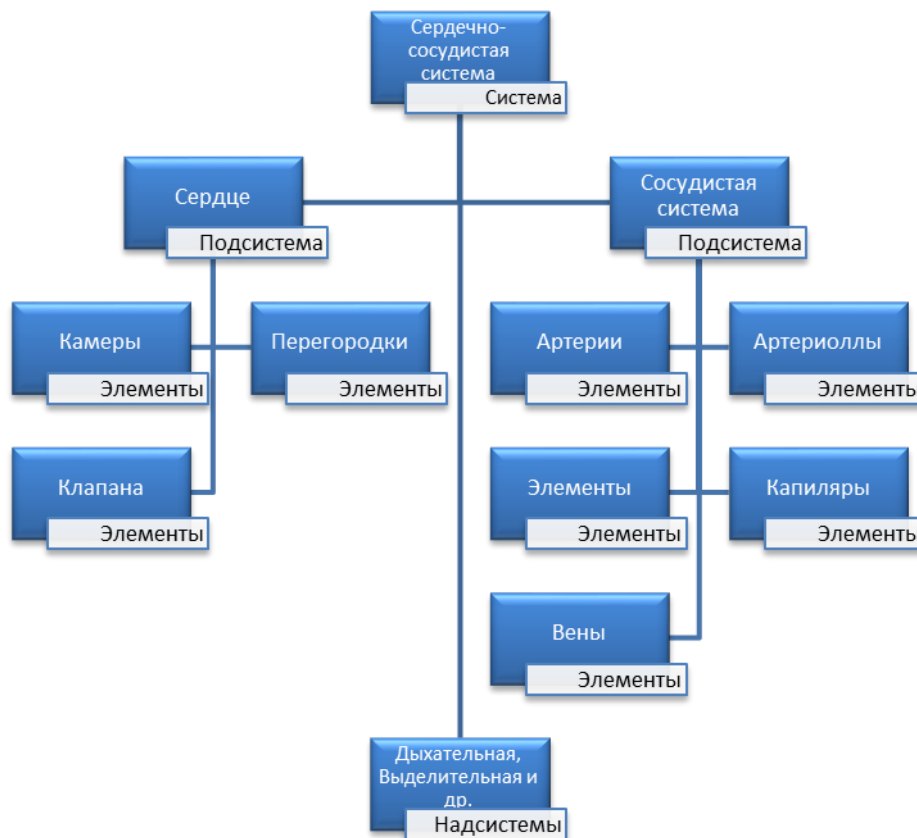 Сердечно-
сосудистая
система
Система
Сердце
Подсистема
Сосудистая
система
Подсистема
Камеры
Элементы
Перегородки
Элементы
Артерии
Элементы
Артериоллы
Элементы
Клапана
Элементы
Элементы
Элементы
Капиляры
Элементы
Вены
Элементы
Дыхательная,
Выделительная и
др.
Надсистемы